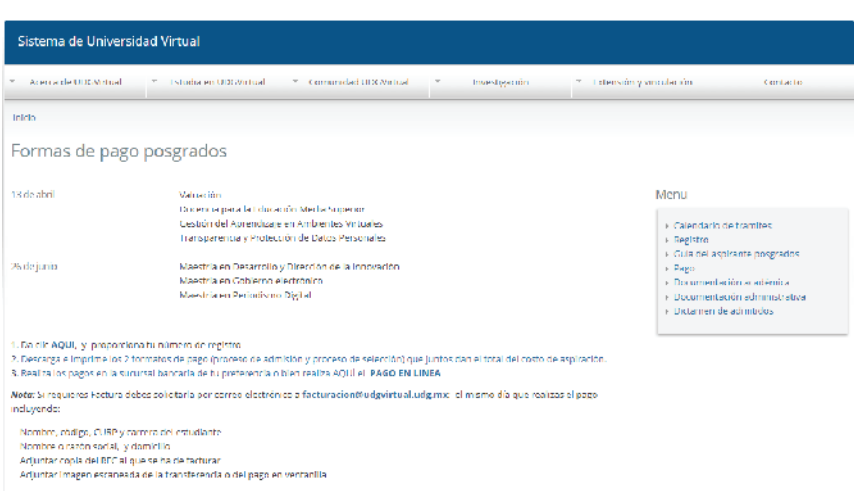 Sistema de Universidad Virtual
Acerca de UDGVirtual
Estudia en UDGVirtual
Comunidad UDGVirtual
Investigación
Extensión y vinculación
Contacto
Inicio
Formas de pago posgrados
13 de abril
Valuación
Docencia para la Educación Media Superior
Gestión del Aprendizaje en Ambientes Virtuales
Transparencia y Protección de Datos Personales
26 de junio
Maestría en Desarrollo y Dirección de la Innovación
Maestría en Gobierno electrónico
Maestría en Periodismo Digital
Menu
Calendario de tramites
Registro
Guía del aspirante posgrados
Pago
Documentación académica
Documentación administrativa
Dictamen de admitidos
1. Da clic AQUI, y proporciona tu número de registro
2. Descarga e imprime los 2 formatos de pago (proceso de admisión y proceso de selección) que juntos dan el total del costo de aspiración.
3. Realiza los pagos en la sucursal bancaria de tu preferencia o bien realiza AQUÍ el PAGO EN LINEA
Nota: Si requieres Factura debes solicitarla por correo electrónico a facturacion@udgvirtual.udg.mx el mismo día que realizas el pago
incluyendo:
Nombre, código, CURP y carrera del estudiante
Nombre o razón social, y domicilio
Adjuntar copia del RFC al que se ha de facturar
Adjuntar imagen escaneada de la transferencia o del pago en ventanilla